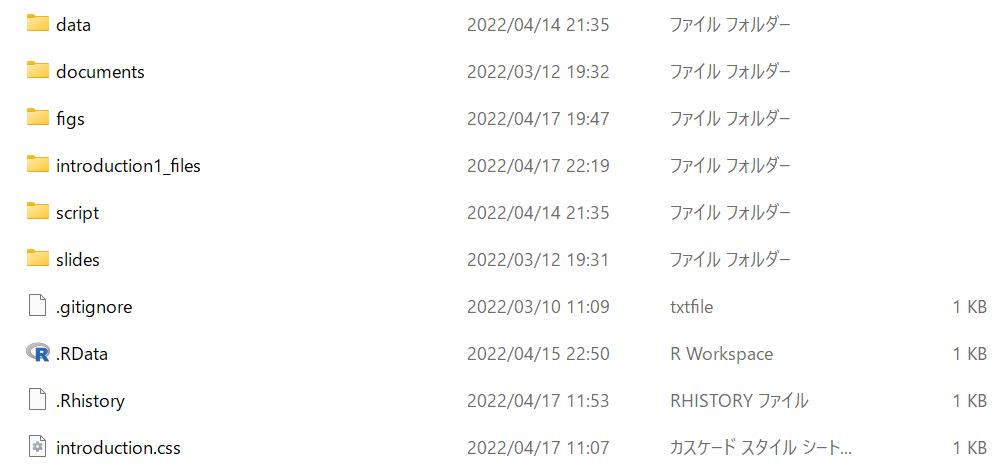 data 2022/04/14 21:35 ファイル フォルダー
documents 2022/03/12 19:32 ファイル フォルダー
figs 2022/04/17 19:47 ファイル フォルダー
introduction1_files 2022/04/17 22:19 ファイル フォルダー
script 2022/04/14 21:35 ファイル フォルダー
slides 2022/03/12 19:31 ファイル フォルダー
.gitignore 2022/03/10 11:09 txtfile 1 KB
.RData 2022/04/15 22:50 R Workspace 1 KB
.Rhistory 2022/04/17 11:53 RHISTORY ファイル 1 KB
introduction.css 2022/04/17 11:07 カスケード スタイル シート... 1 KB